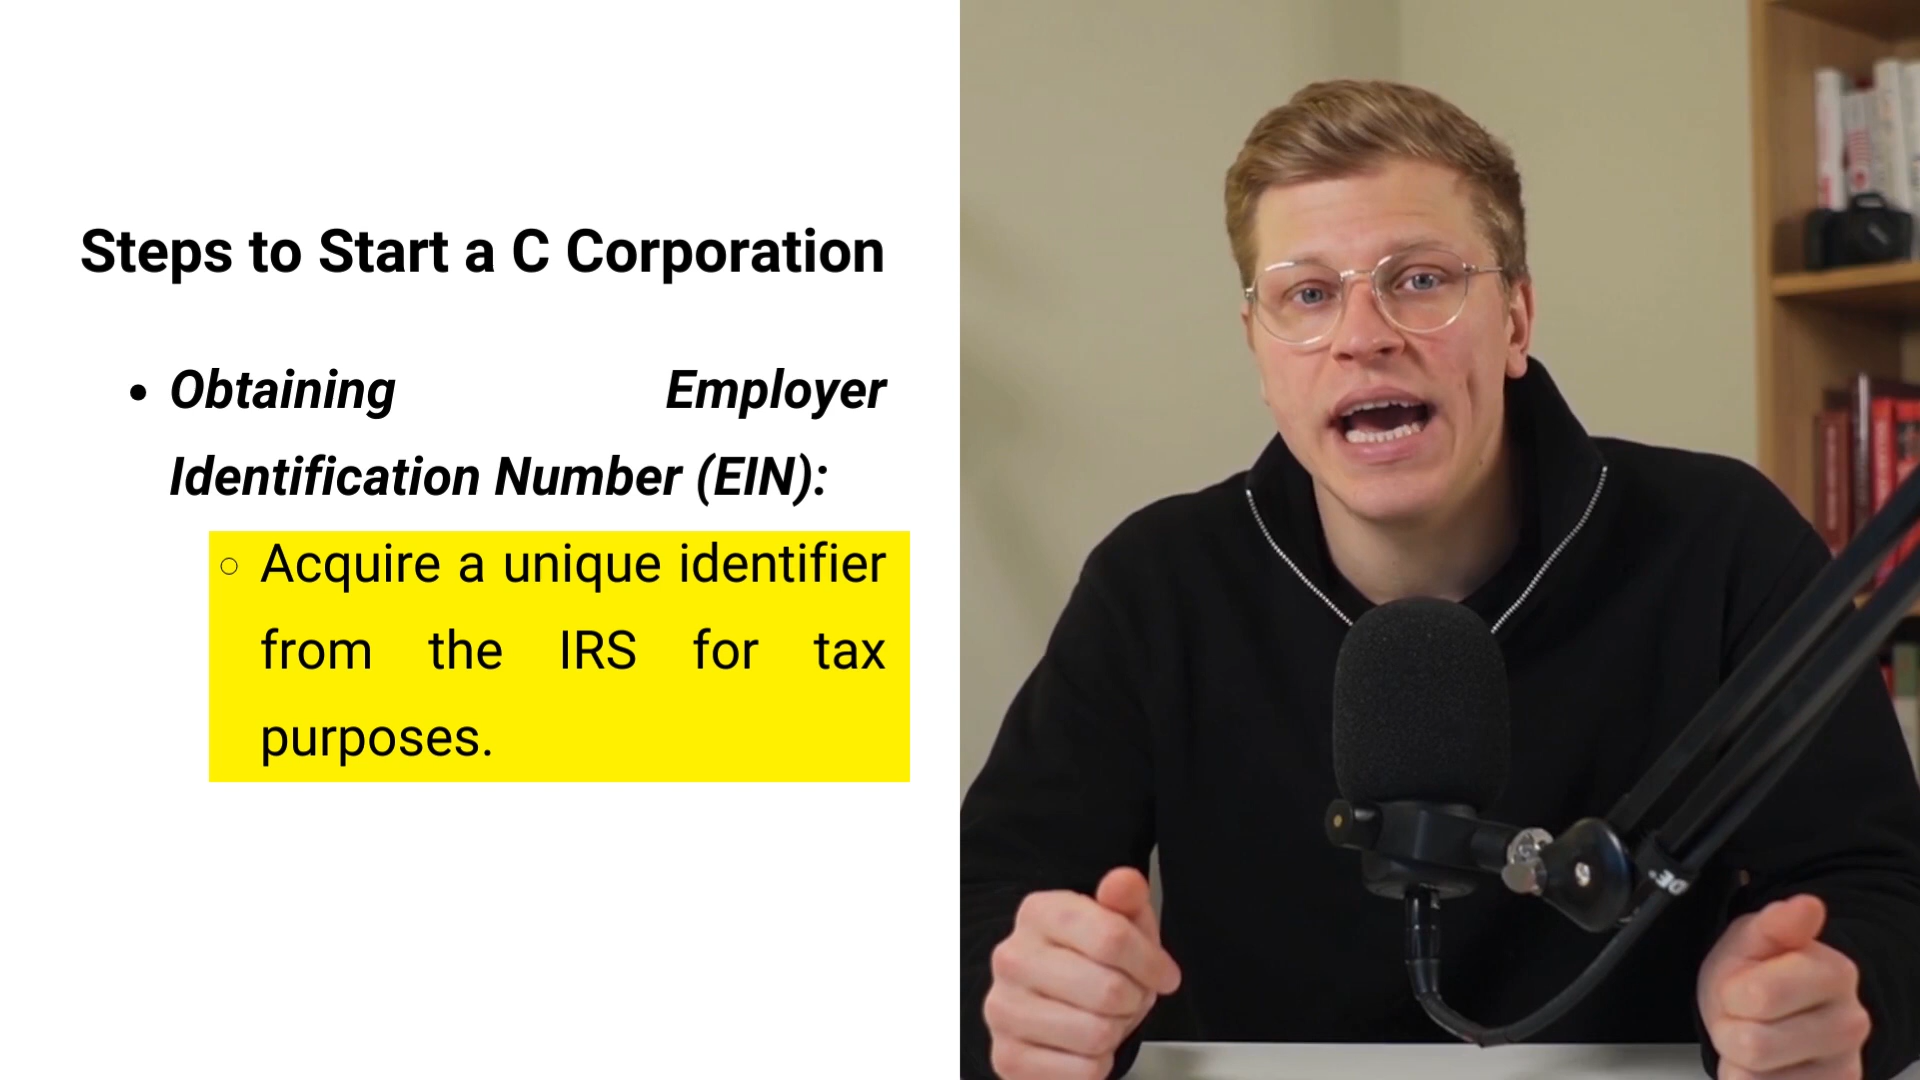 Steps to Start a C Corporation
• Obtaining Employer
Identification Number (EIN):
○ Acquire a unique identifier
from the IRS for tax
purposes.